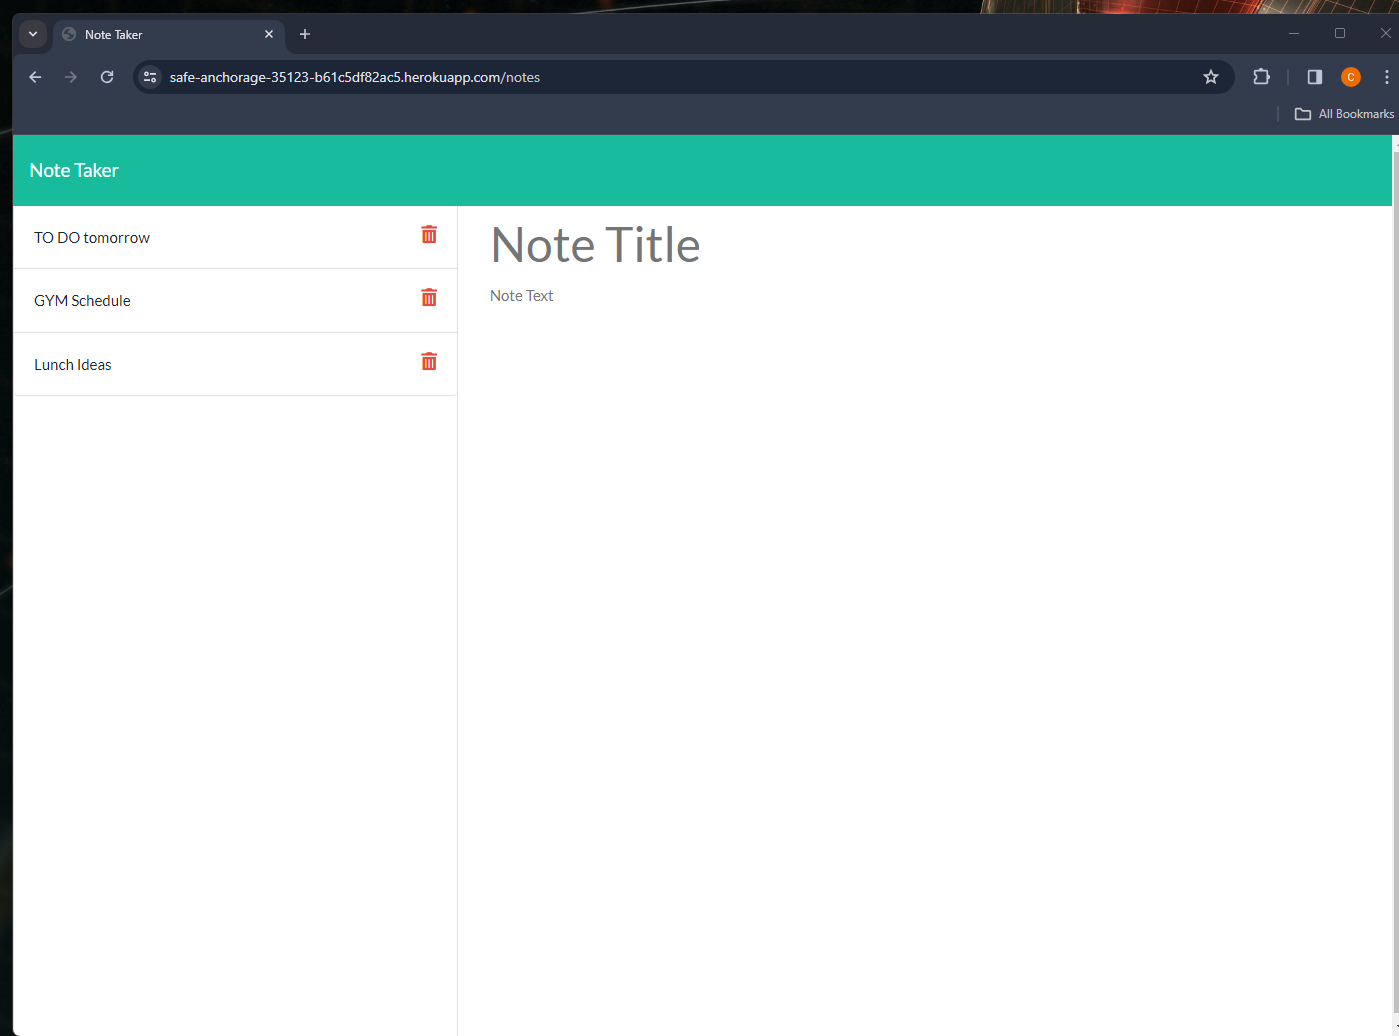 Note Taker
safe-anchorage-35123-b61c5df82ac5.herokuapp.com/notes
C
All Bookmarks
Note Taker
TO DO tomorrow
GYM Schedule
Lunch Ideas
Note Title
Note Text